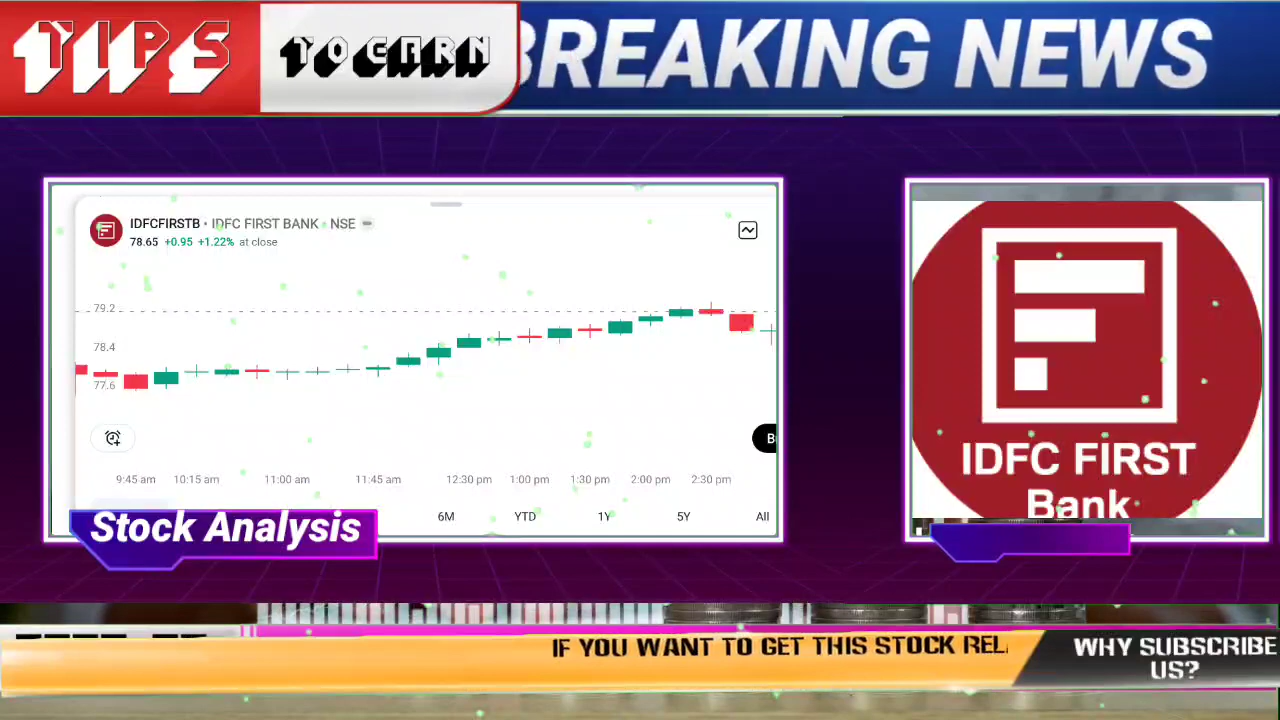 TIPS
TO EARN
BREAKING NEWS
IDFCFIRSTB · IDFC FIRST BANK · NSE
78.65 +0.95 +1.22% at close
79.2
78.4
77.6
9:45 am 10:15 am 11:00 am 11:45 am 12:30 pm 1:00 pm 1:30 pm 2:00 pm 2:30 pm
6M YTD 1Y 5Y All
Stock Analysis
IDFC FIRST
Bank
IF YOU WANT TO GET THIS STOCK REL
WHY SUBSCRIBE
US?